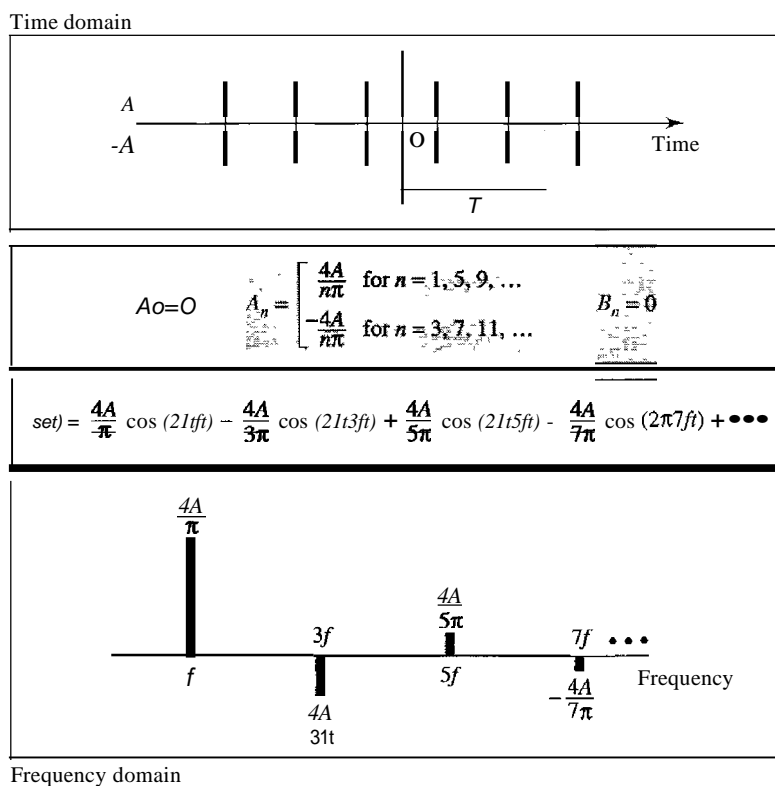 Time domain
A
-A
O
Time
T
Ao=O
A_n = [ 4A/nπ for n = 1, 5, 9, ...
-4A/nπ for n = 3, 7, 11, ...
B_n = 0
set) = 4A/π cos (21tft) - 4A/3π cos (21t3ft) + 4A/5π cos (21t5ft) - 4A/7π cos (2π7ft) + •••
4A/π
4A/5π
3f
7f •••
f
5f
Frequency
4A
31t
-4A/7π
Frequency domain